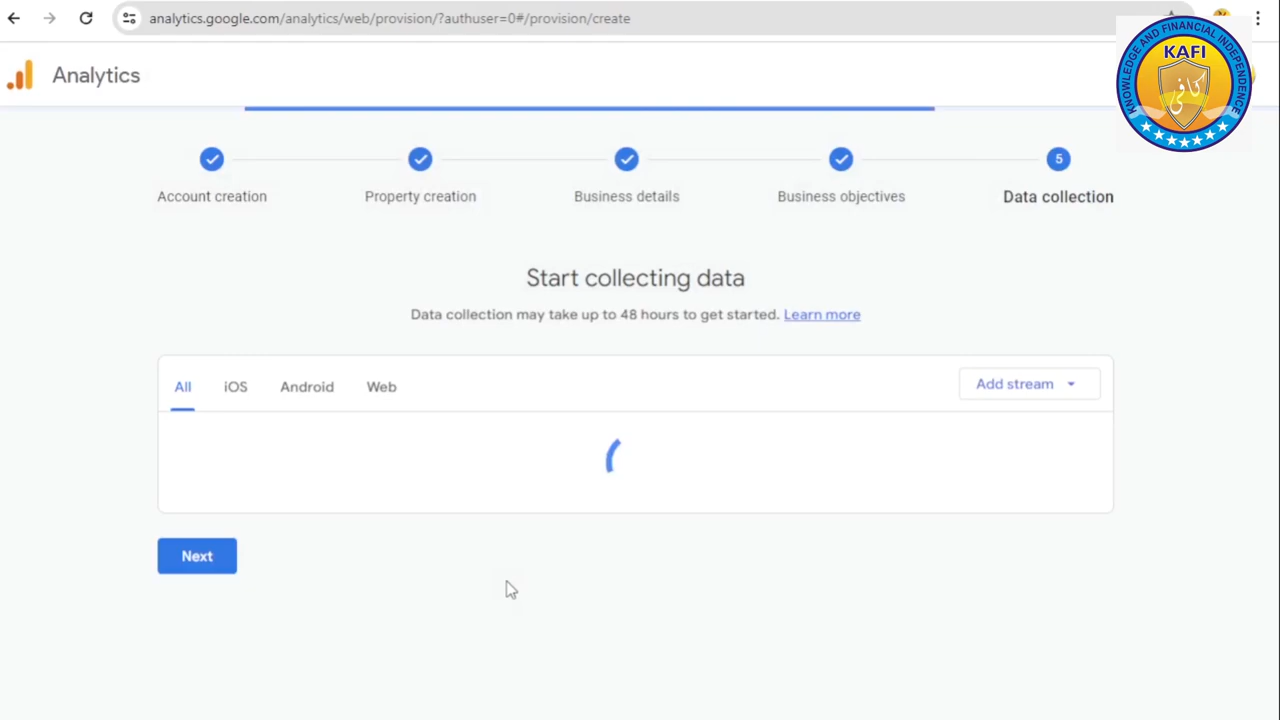 analytics.google.com/analytics/web/provision/?authuser=0#/provision/create
Analytics
KNOWLEDGE AND FINANCIAL INDEPENDENCE
KAFI
کافی
5
Account creation
Property creation
Business details
Business objectives
Data collection
Start collecting data
Data collection may take up to 48 hours to get started. Learn more
All iOS Android Web Add stream
Next